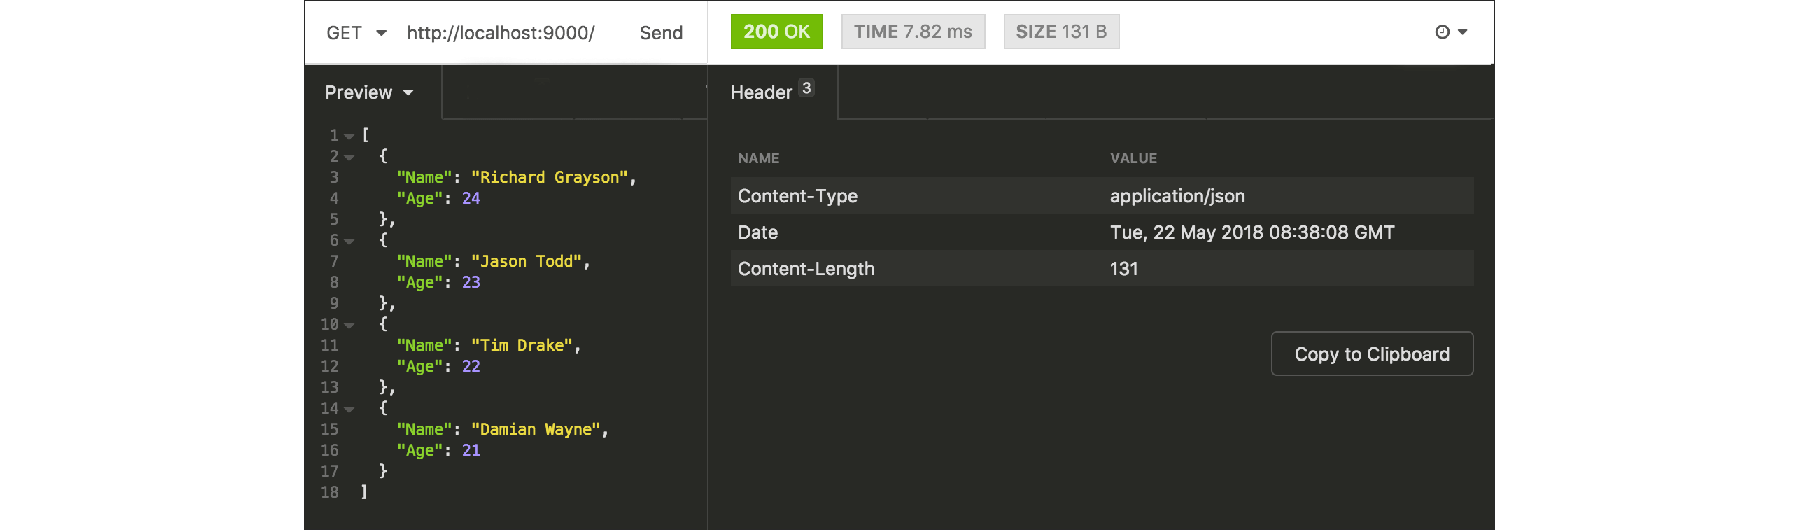 GET http://localhost:9000/ Send 200 OK TIME 7.82 ms SIZE 131 B
Preview
1 [
2 {
3 "Name": "Richard Grayson",
4 "Age": 24
5 },
6 {
7 "Name": "Jason Todd",
8 "Age": 23
9 },
10 {
11 "Name": "Tim Drake",
12 "Age": 22
13 },
14 {
15 "Name": "Damian Wayne",
16 "Age": 21
17 }
18 ]
Header 3
NAME VALUE
Content-Type application/json
Date Tue, 22 May 2018 08:38:08 GMT
Content-Length 131
Copy to Clipboard